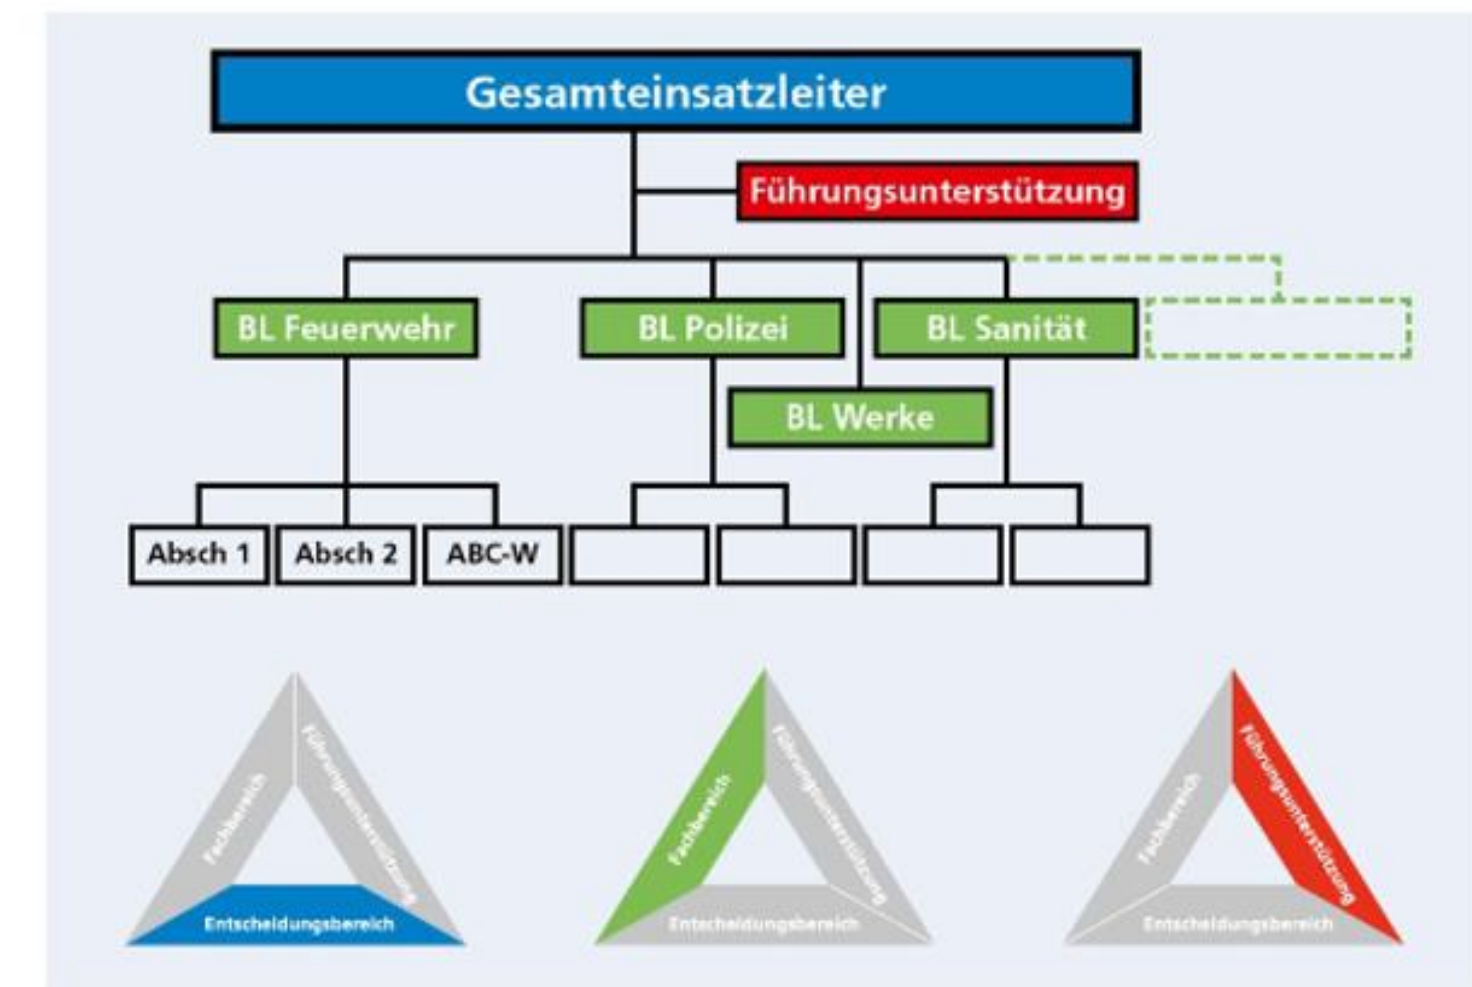 Gesamteinsatzleiter
Führungsunterstützung
BL Feuerwehr
BL Polizei
BL Sanität
BL Werke
Absch 1
Absch 2
ABC-W
Fachbereich
Führungsunterstützung
Entscheidungsbereich
Fachbereich
Führungsunterstützung
Entscheidungsbereich
Fachbereich
Führungsunterstützung
Entscheidungsbereich